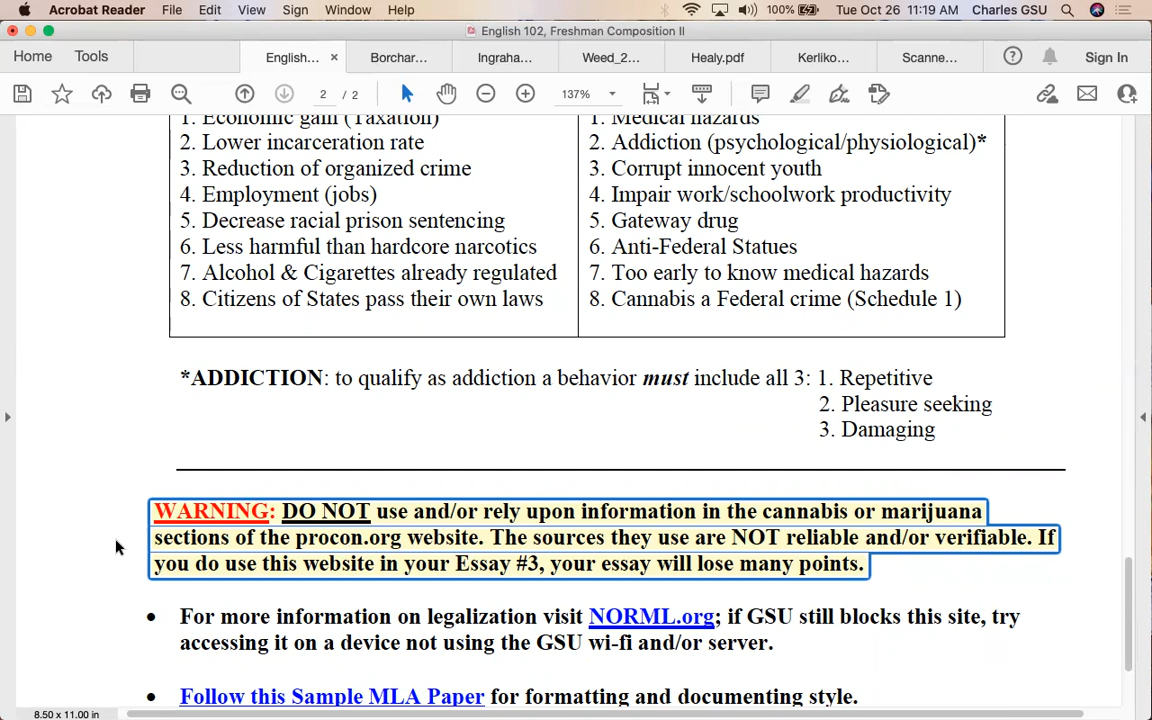 Acrobat Reader File Edit View Sign Window Help 100% Tue Oct 26 11:19 AM Charles GSU
English 102, Freshman Composition II
Home Tools English... × Borchar... Ingraha... Weed_2... Healy.pdf Kerliko... Scanne... Sign In
2 / 2 137%
1. Economic gain (Taxation)
2. Lower incarceration rate
3. Reduction of organized crime
4. Employment (jobs)
5. Decrease racial prison sentencing
6. Less harmful than hardcore narcotics
7. Alcohol & Cigarettes already regulated
8. Citizens of States pass their own laws
1. Medical hazards
2. Addiction (psychological/physiological)*
3. Corrupt innocent youth
4. Impair work/schoolwork productivity
5. Gateway drug
6. Anti-Federal Statues
7. Too early to know medical hazards
8. Cannabis a Federal crime (Schedule 1)
*ADDICTION: to qualify as addiction a behavior must include all 3: 1. Repetitive
2. Pleasure seeking
3. Damaging
WARNING: DO NOT use and/or rely upon information in the cannabis or marijuana
sections of the procon.org website. The sources they use are NOT reliable and/or verifiable. If
you do use this website in your Essay #3, your essay will lose many points.
• For more information on legalization visit NORML.org; if GSU still blocks this site, try
accessing it on a device not using the GSU wi-fi and/or server.
• Follow this Sample MLA Paper for formatting and documenting style.
8.50 x 11.00 in